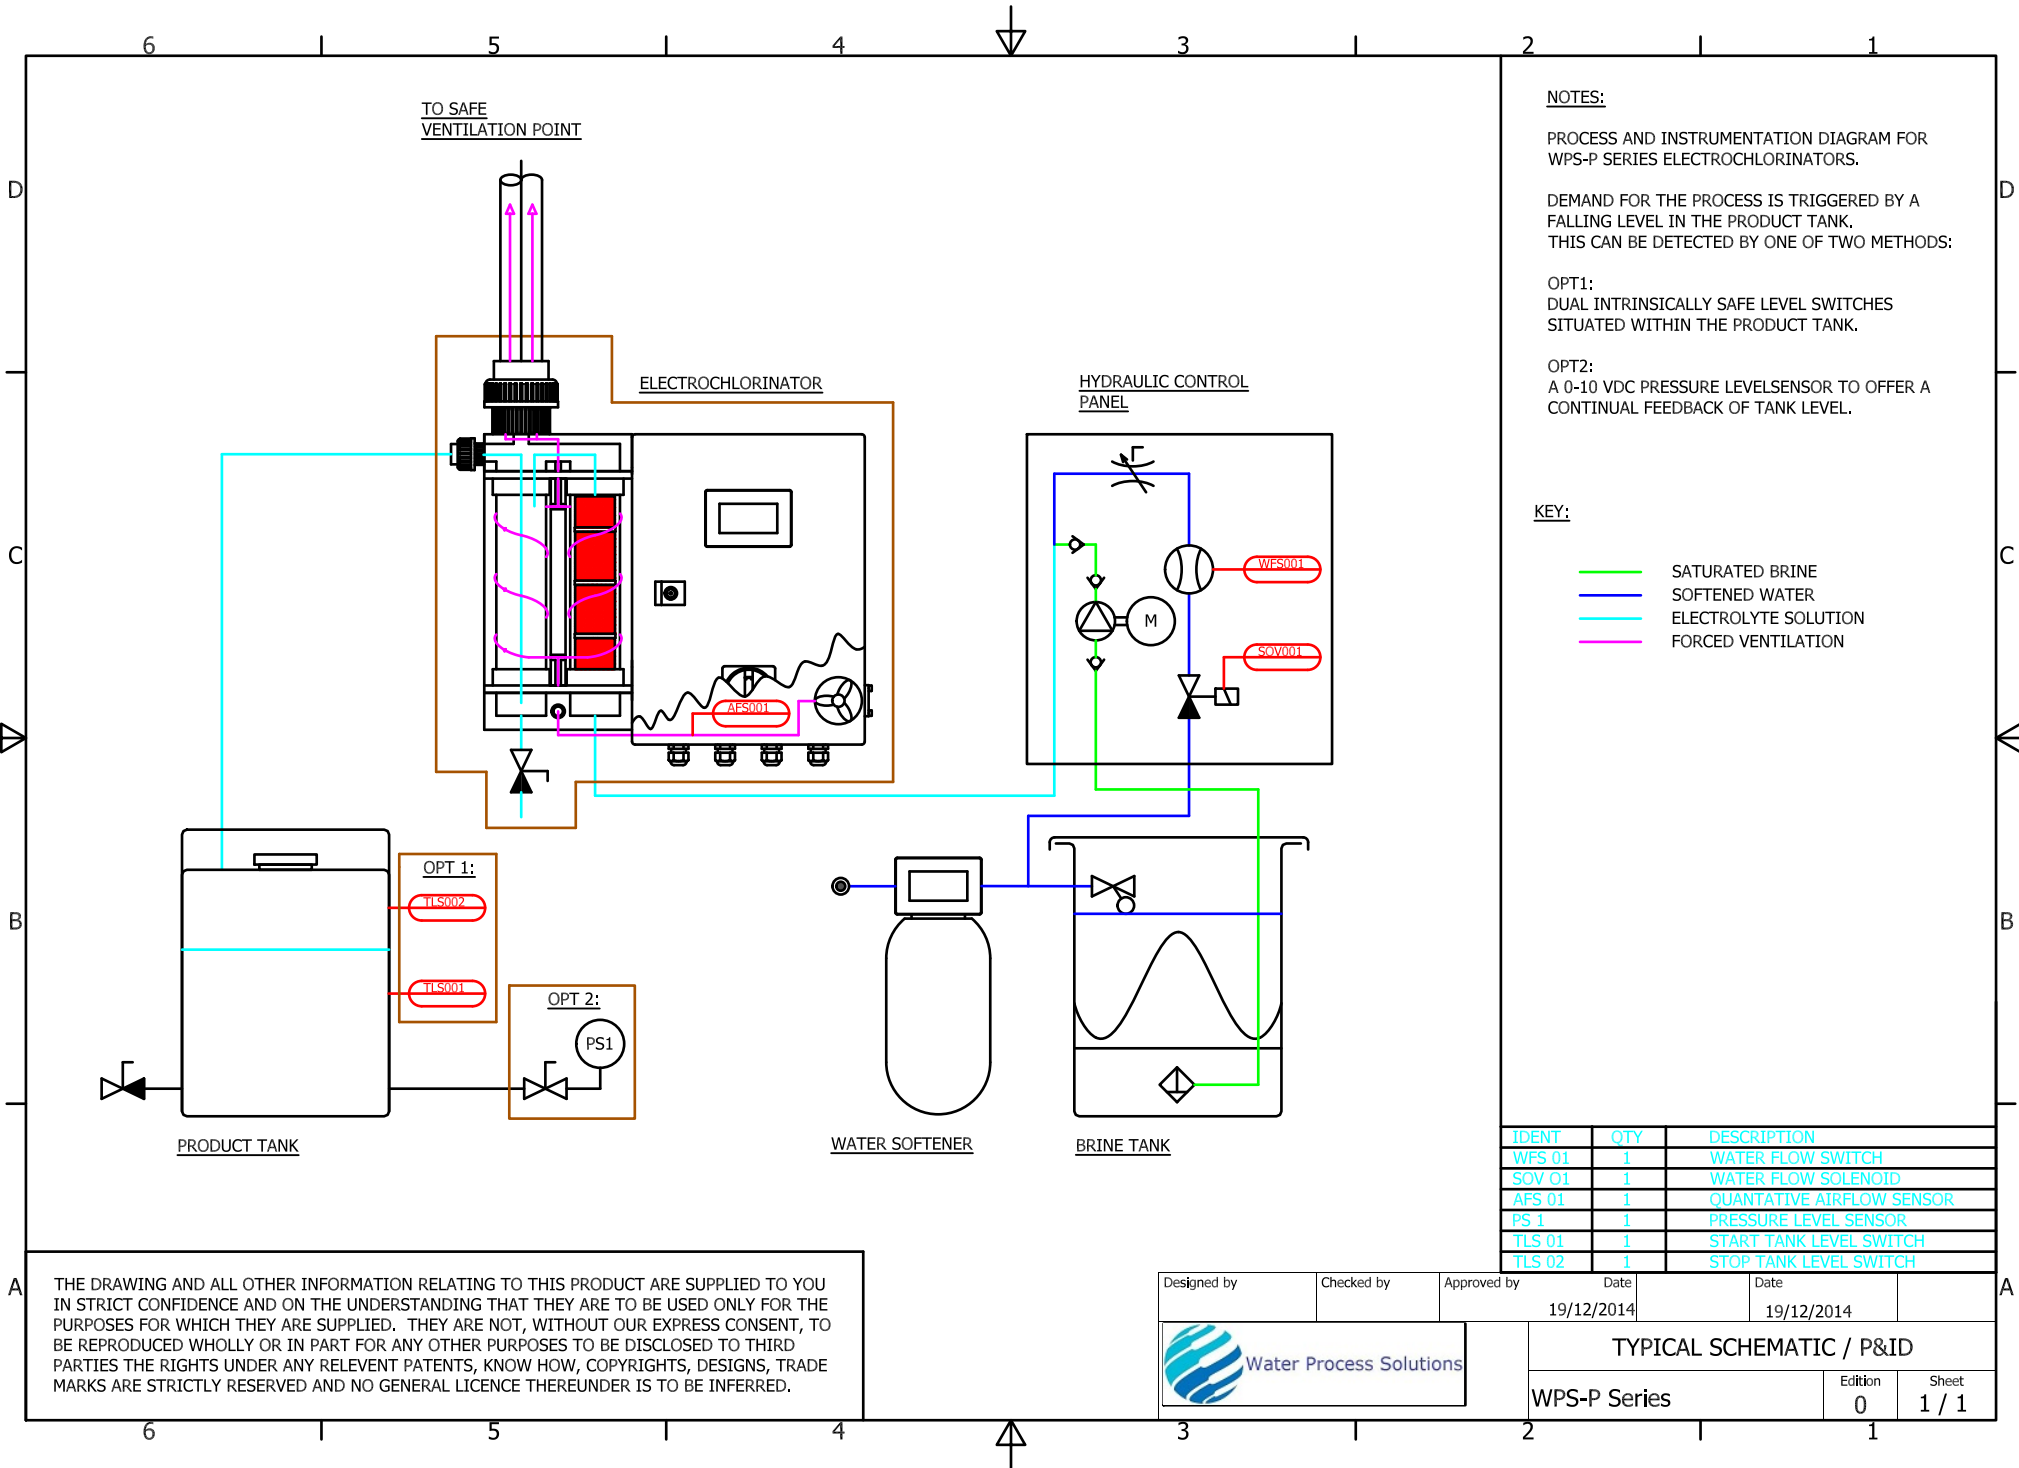 6 5 4 3 2 1
TO SAFE
VENTILATION POINT
D
D
NOTES:
PROCESS AND INSTRUMENTATION DIAGRAM FOR
WPS-P SERIES ELECTROCHLORINATORS.
DEMAND FOR THE PROCESS IS TRIGGERED BY A
FALLING LEVEL IN THE PRODUCT TANK.
THIS CAN BE DETECTED BY ONE OF TWO METHODS:
OPT1:
DUAL INTRINSICALLY SAFE LEVEL SWITCHES
SITUATED WITHIN THE PRODUCT TANK.
OPT2:
A 0-10 VDC PRESSURE LEVELSENSOR TO OFFER A
CONTINUAL FEEDBACK OF TANK LEVEL.
ELECTROCHLORINATOR
HYDRAULIC CONTROL
PANEL
KEY:
C
C
SATURATED BRINE
SOFTENED WATER
ELECTROLYTE SOLUTION
FORCED VENTILATION
WFS001
M
SOV001
AFS001
OPT 1:
TLS002
TLS001
OPT 2:
PS1
B
B
PRODUCT TANK
WATER SOFTENER
BRINE TANK
IDENT QTY DESCRIPTION
WFS 01 1 WATER FLOW SWITCH
SOV O1 1 WATER FLOW SOLENOID
AFS 01 1 QUANTATIVE AIRFLOW SENSOR
PS 1 1 PRESSURE LEVEL SENSOR
TLS 01 1 START TANK LEVEL SWITCH
TLS 02 1 STOP TANK LEVEL SWITCH
A
A
THE DRAWING AND ALL OTHER INFORMATION RELATING TO THIS PRODUCT ARE SUPPLIED TO YOU
IN STRICT CONFIDENCE AND ON THE UNDERSTANDING THAT THEY ARE TO BE USED ONLY FOR THE
PURPOSES FOR WHICH THEY ARE SUPPLIED. THEY ARE NOT, WITHOUT OUR EXPRESS CONSENT, TO
BE REPRODUCED WHOLLY OR IN PART FOR ANY OTHER PURPOSES TO BE DISCLOSED TO THIRD
PARTIES THE RIGHTS UNDER ANY RELEVENT PATENTS, KNOW HOW, COPYRIGHTS, DESIGNS, TRADE
MARKS ARE STRICTLY RESERVED AND NO GENERAL LICENCE THEREUNDER IS TO BE INFERRED.
Designed by Checked by Approved by Date Date
19/12/2014 19/12/2014
Water Process Solutions
TYPICAL SCHEMATIC / P&ID
WPS-P Series
Edition
0
Sheet
1 / 1
6 5 4 3 2 1